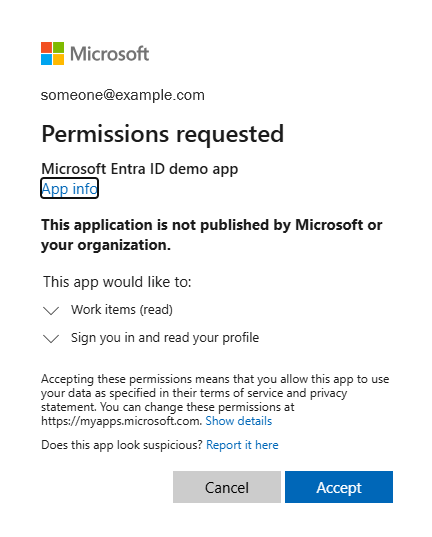 Microsoft
someone@example.com
Permissions requested
Microsoft Entra ID demo app
App info
This application is not published by Microsoft or
your organization.
This app would like to:
Work items (read)
Sign you in and read your profile
Accepting these permissions means that you allow this app to use
your data as specified in their terms of service and privacy
statement. You can change these permissions at
https://myapps.microsoft.com. Show details
Does this app look suspicious? Report it here
Cancel
Accept